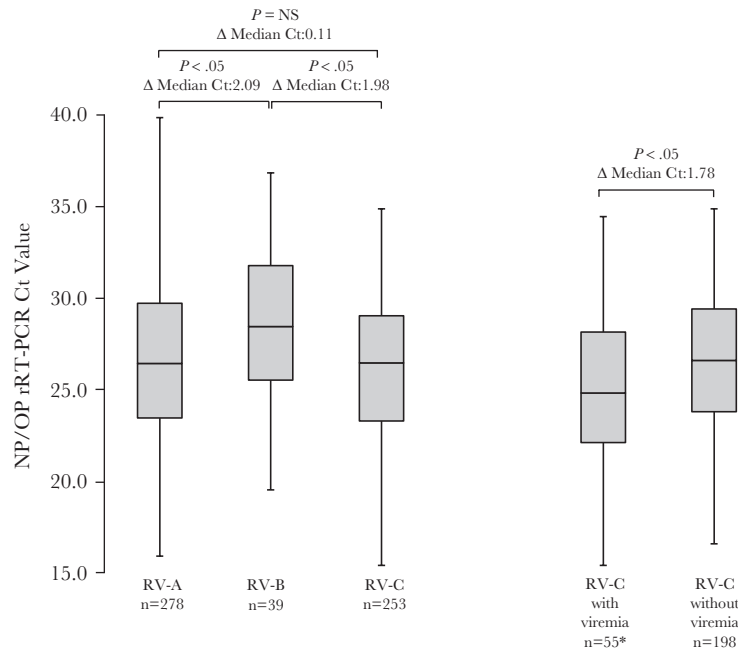 P = NS
Δ Median Ct:0.11
P < .05
Δ Median Ct:2.09
P < .05
Δ Median Ct:1.98
P < .05
Δ Median Ct:1.78
NP/OP rRT-PCR Ct Value
40.0
35.0
30.0
25.0
20.0
15.0
RV-A
n=278
RV-B
n=39
RV-C
n=253
RV-C
with
viremia
n=55*
RV-C
without
viremia
n=198